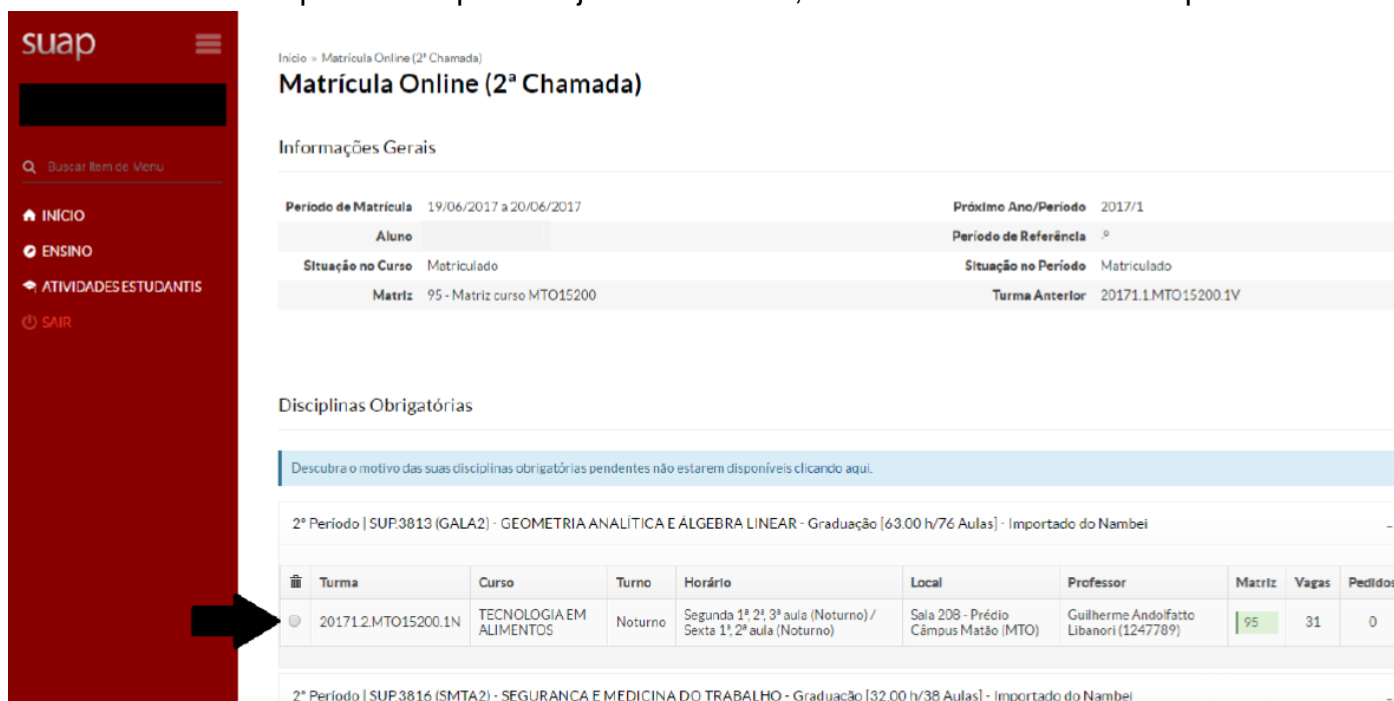 suap
Início » Matrícula Online (2ª Chamada)
Matrícula Online (2ª Chamada)
Buscar Item de Menu
INÍCIO
ENSINO
ATIVIDADES ESTUDANTIS
SAIR
Informações Gerais
Período de Matrícula 19/06/2017 a 20/06/2017 Próximo Ano/Período 2017/1
Aluno Período de Referência º
Situação no Curso Matriculado Situação no Período Matriculado
Matriz 95 - Matriz curso MTO15200 Turma Anterior 20171.1.MTO15200.1V
Disciplinas Obrigatórias
Descubra o motivo das suas disciplinas obrigatórias pendentes não estarem disponíveis clicando aqui.
2° Período | SUP.3813 (GALA2) - GEOMETRIA ANALÍTICA E ÁLGEBRA LINEAR - Graduação [63.00 h/76 Aulas] - Importado do Nambei
Turma Curso Turno Horário Local Professor Matriz Vagas Pedidos
20171.2.MTO15200.1N TECNOLOGIA EM ALIMENTOS Noturno Segunda 1ª, 2ª, 3ª aula (Noturno) / Sexta 1ª, 2ª aula (Noturno) Sala 208 - Prédio Câmpus Matão (MTO) Guilherme Andolfatto Libanori (1247789) 95 31 0
2° Período | SUP.3816 (SMTA2) - SEGURANCA E MEDICINA DO TRABALHO - Graduação [32.00 h/38 Aulas] - Importado do Nambei